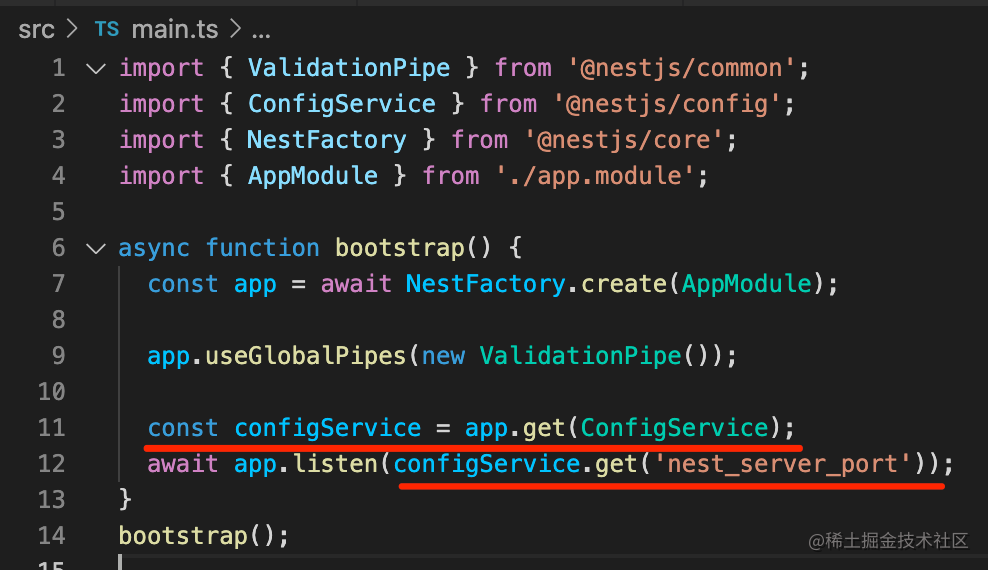 src > TS main.ts > ...
1 import { ValidationPipe } from '@nestjs/common';
2 import { ConfigService } from '@nestjs/config';
3 import { NestFactory } from '@nestjs/core';
4 import { AppModule } from './app.module';
5
6 async function bootstrap() {
7 const app = await NestFactory.create(AppModule);
8
9 app.useGlobalPipes(new ValidationPipe());
10
11 const configService = app.get(ConfigService);
12 await app.listen(configService.get('nest_server_port'));
13 }
14 bootstrap();
15
@稀土掘金技术社区